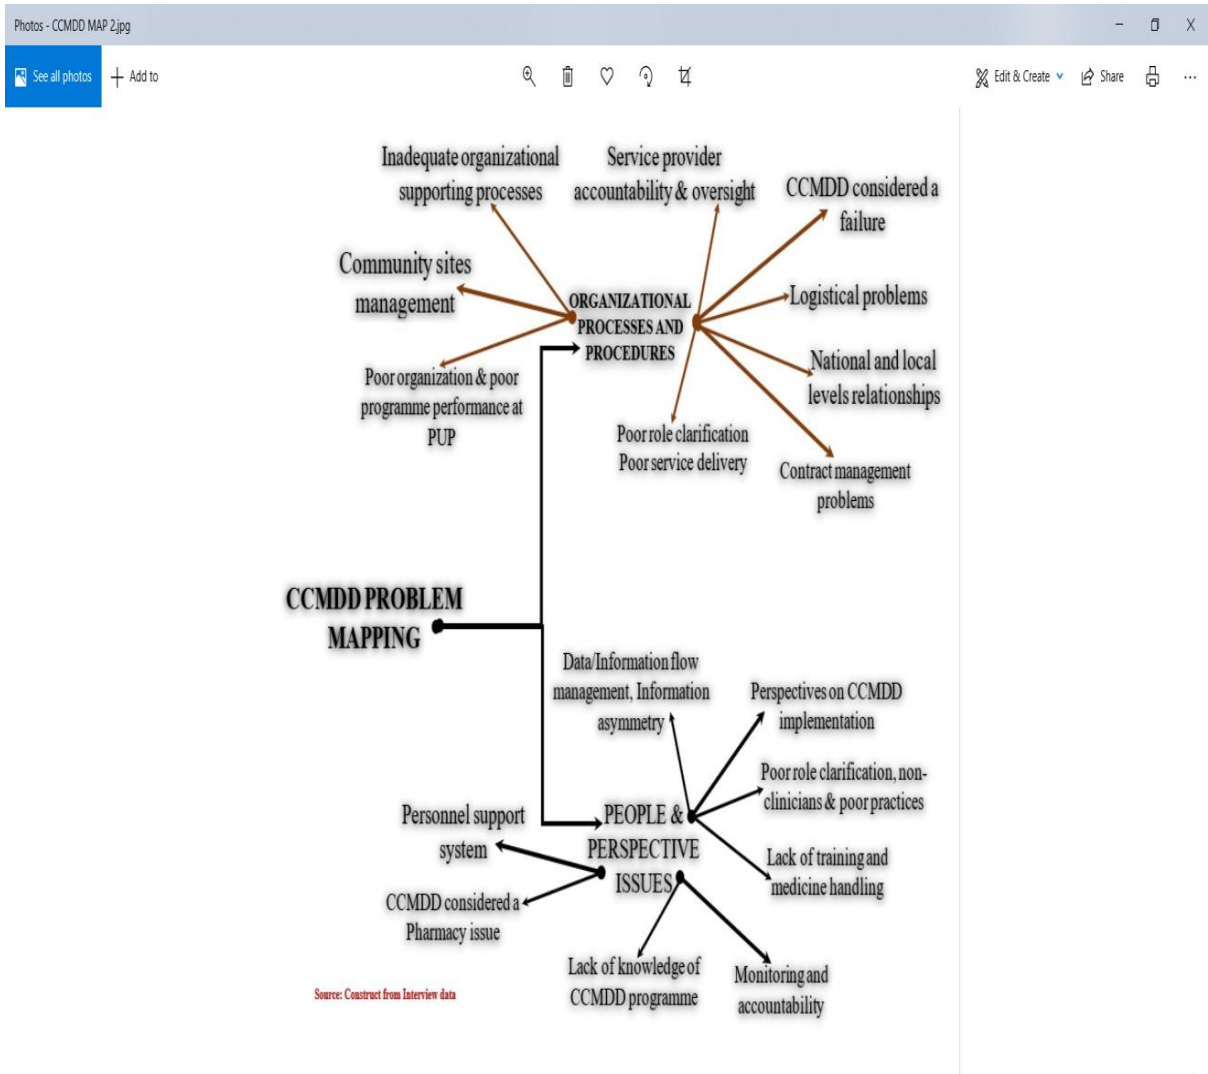 Photos - CCMDD MAP 2.jpg
See all photos
Add to
Edit & Create
Share
Inadequate organizational
supporting processes
Service provider
accountability & oversight
CCMDD considered a
failure
Community sites
management
ORGANIZATIONAL
PROCESSES AND
PROCEDURES
Logistical problems
National and local
levels relationships
Poor organization & poor
programme performance at
PUP
Poor role clarification
Poor service delivery
Contract management
problems
CCMDD PROBLEM
MAPPING
Data/Information flow
management, Information
asymmetry
Perspectives on CCMDD
implementation
Poor role clarification, non-
clinicians & poor practices
PEOPLE &
PERSPECTIVE
ISSUES
Personnel support
system
Lack of training and
medicine handling
CCMDD considered a
Pharmacy issue
Lack of knowledge of
CCMDD programme
Monitoring and
accountability
Source: Construct from Interview data